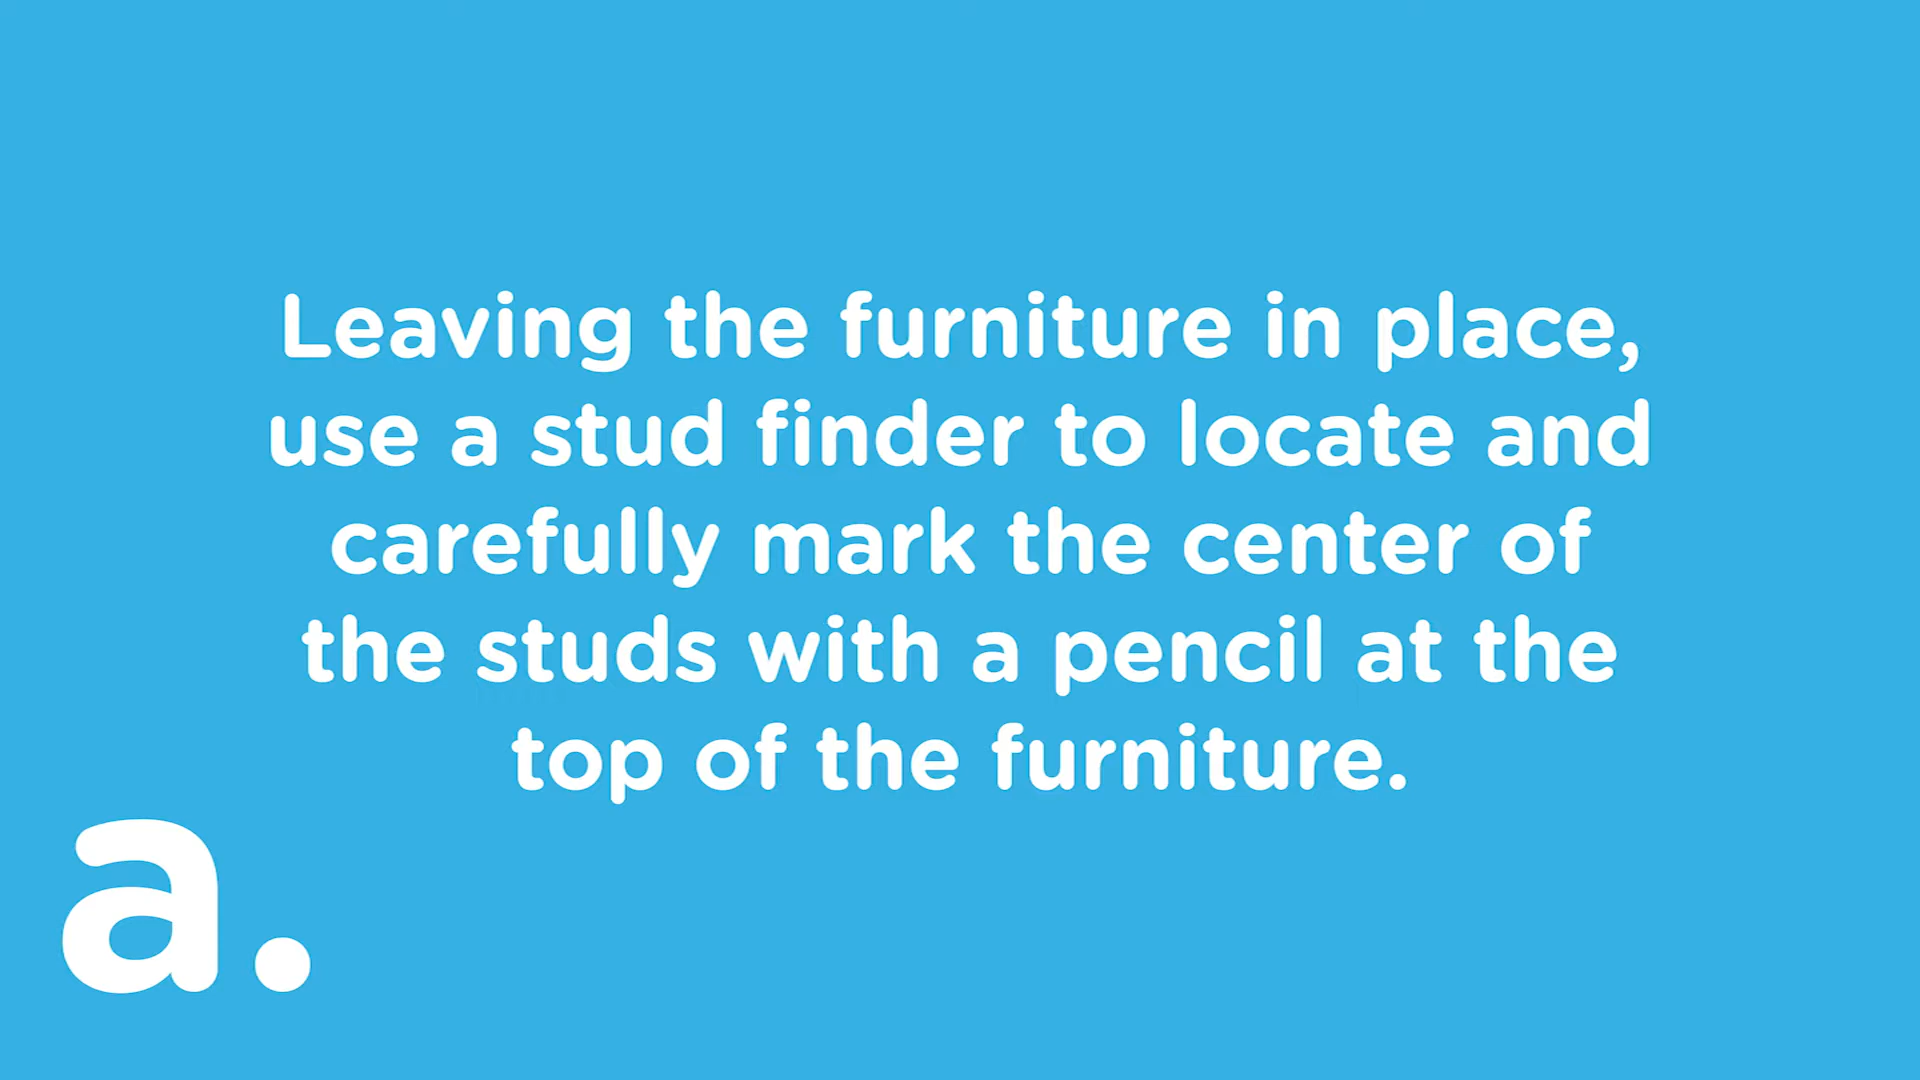 Leaving the furniture in place,
use a stud finder to locate and
carefully mark the center of
the studs with a pencil at the
top of the furniture.
a.